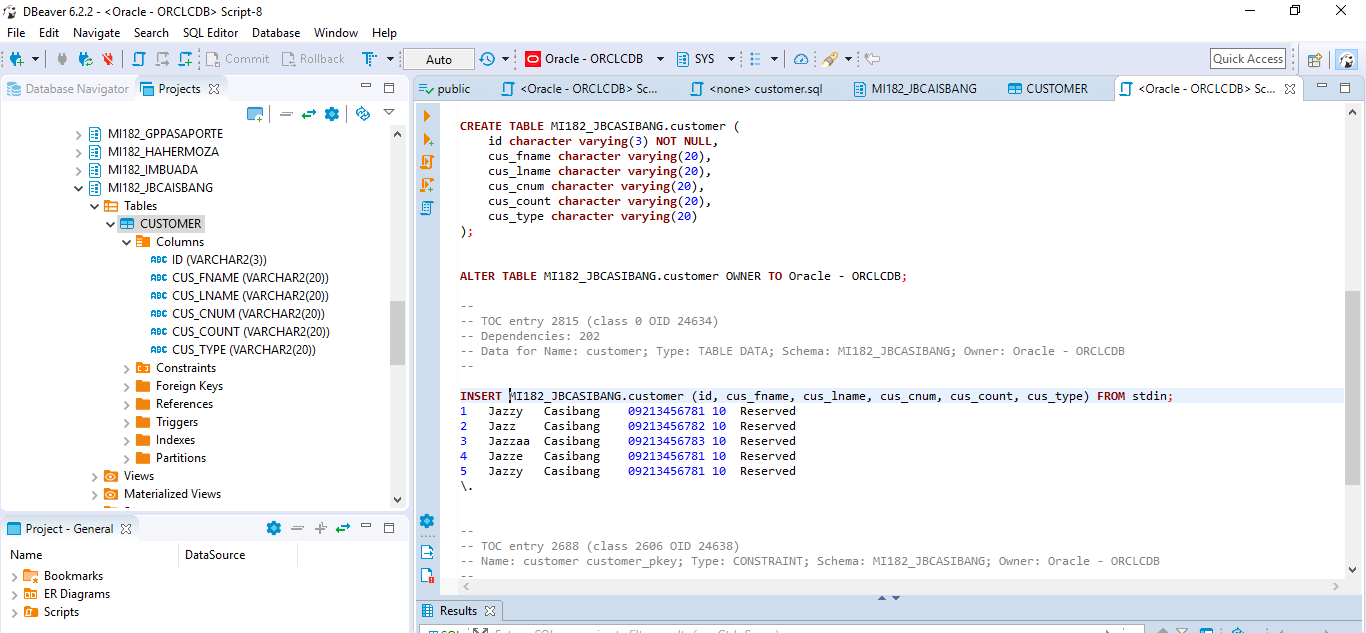 DBeaver 6.2.2 - <Oracle - ORCLCDB> Script-8
File Edit Navigate Search SQL Editor Database Window Help
Commit Rollback Auto Oracle - ORCLCDB SYS Quick Access
Database Navigator Projects
public <Oracle - ORCLCDB> Sc... <none> customer.sql MI182_JBCAISBANG CUSTOMER <Oracle - ORCLCDB> Sc...
MI182_GPPASAPORTE
MI182_HAHERMOZA
MI182_IMBUADA
MI182_JBCAISBANG
Tables
CUSTOMER
Columns
ABC ID (VARCHAR2(3))
ABC CUS_FNAME (VARCHAR2(20))
ABC CUS_LNAME (VARCHAR2(20))
ABC CUS_CNUM (VARCHAR2(20))
ABC CUS_COUNT (VARCHAR2(20))
ABC CUS_TYPE (VARCHAR2(20))
Constraints
Foreign Keys
References
Triggers
Indexes
Partitions
Views
Materialized Views
Project - General
Name DataSource
Bookmarks
ER Diagrams
Scripts
CREATE TABLE MI182_JBCASIBANG.customer (
id character varying(3) NOT NULL,
cus_fname character varying(20),
cus_lname character varying(20),
cus_cnum character varying(20),
cus_count character varying(20),
cus_type character varying(20)
);
ALTER TABLE MI182_JBCASIBANG.customer OWNER TO Oracle - ORCLCDB;
--
-- TOC entry 2815 (class 0 OID 24634)
-- Dependencies: 202
-- Data for Name: customer; Type: TABLE DATA; Schema: MI182_JBCASIBANG; Owner: Oracle - ORCLCDB
--
INSERT MI182_JBCASIBANG.customer (id, cus_fname, cus_lname, cus_cnum, cus_count, cus_type) FROM stdin;
1 Jazzy Casibang 09213456781 10 Reserved
2 Jazz Casibang 09213456782 10 Reserved
3 Jazzaa Casibang 09213456783 10 Reserved
4 Jazze Casibang 09213456781 10 Reserved
5 Jazzy Casibang 09213456781 10 Reserved
\.
--
-- TOC entry 2688 (class 2606 OID 24638)
-- Name: customer customer_pkey; Type: CONSTRAINT; Schema: MI182_JBCASIBANG; Owner: Oracle - ORCLCDB
--
Results